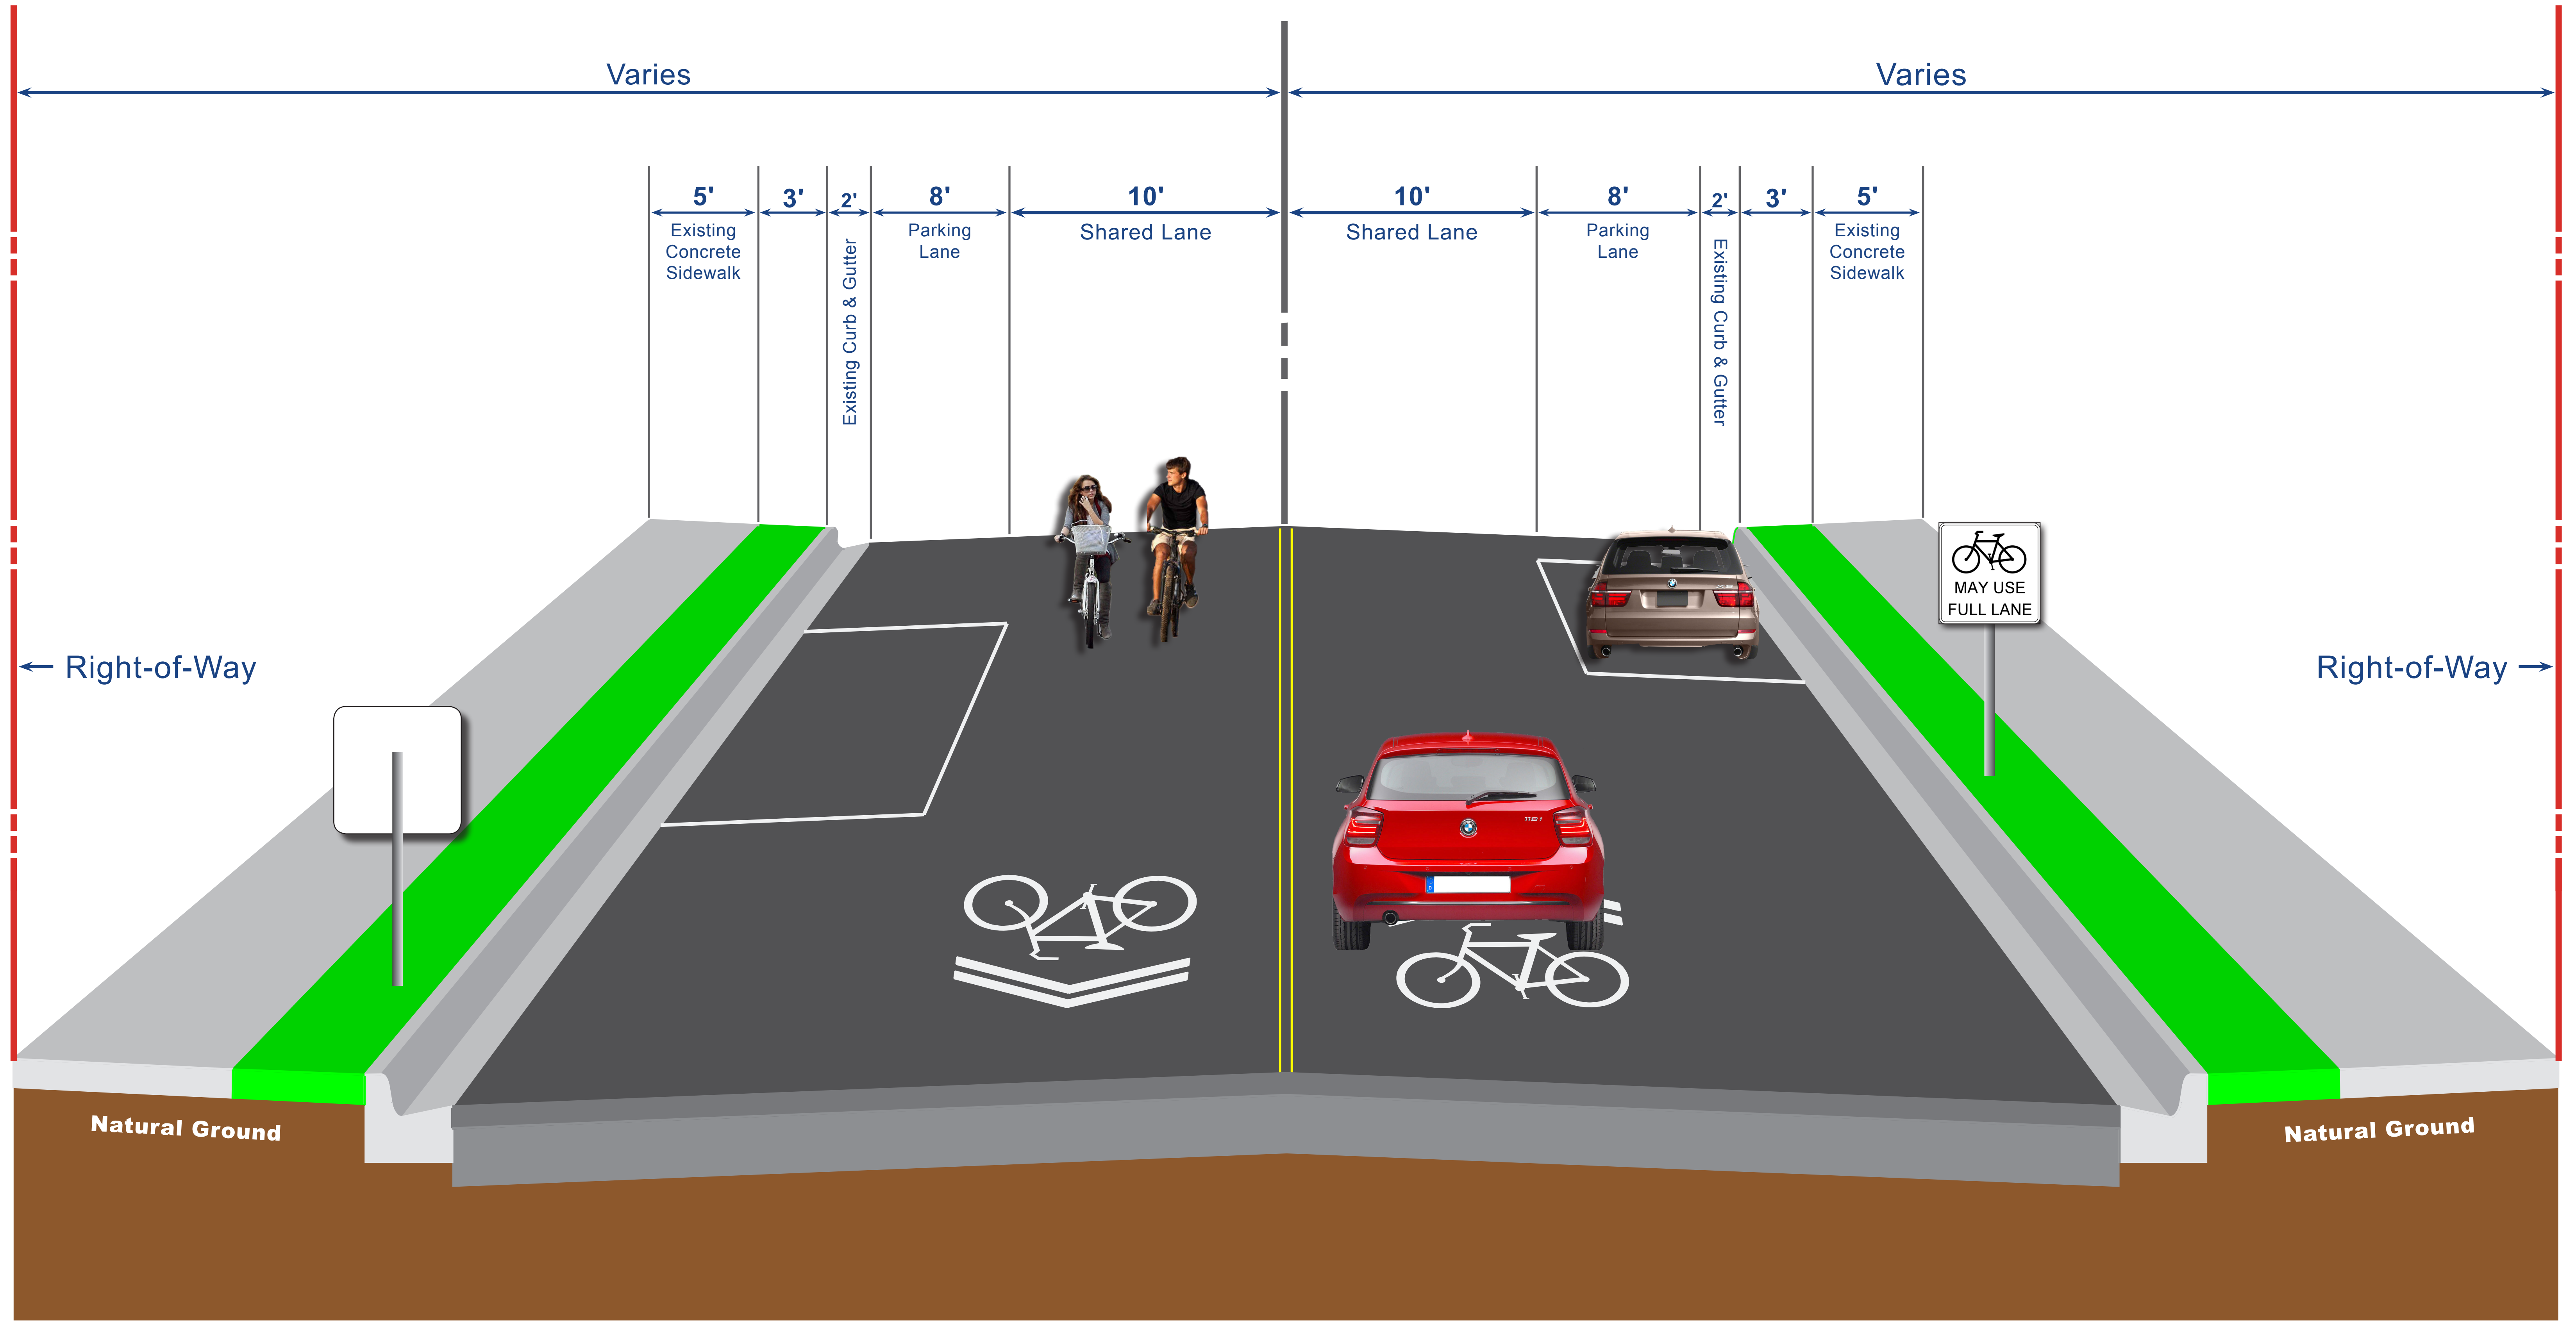 Varies
Varies
5'
3'
2'
8'
10'
10'
8'
2'
3'
5'
Existing
Concrete
Sidewalk
Existing Curb & Gutter
Parking
Lane
Shared Lane
Shared Lane
Parking
Lane
Existing Curb & Gutter
Existing
Concrete
Sidewalk
MAY USE
FULL LANE
Right-of-Way
Right-of-Way
118i
Natural Ground
Natural Ground